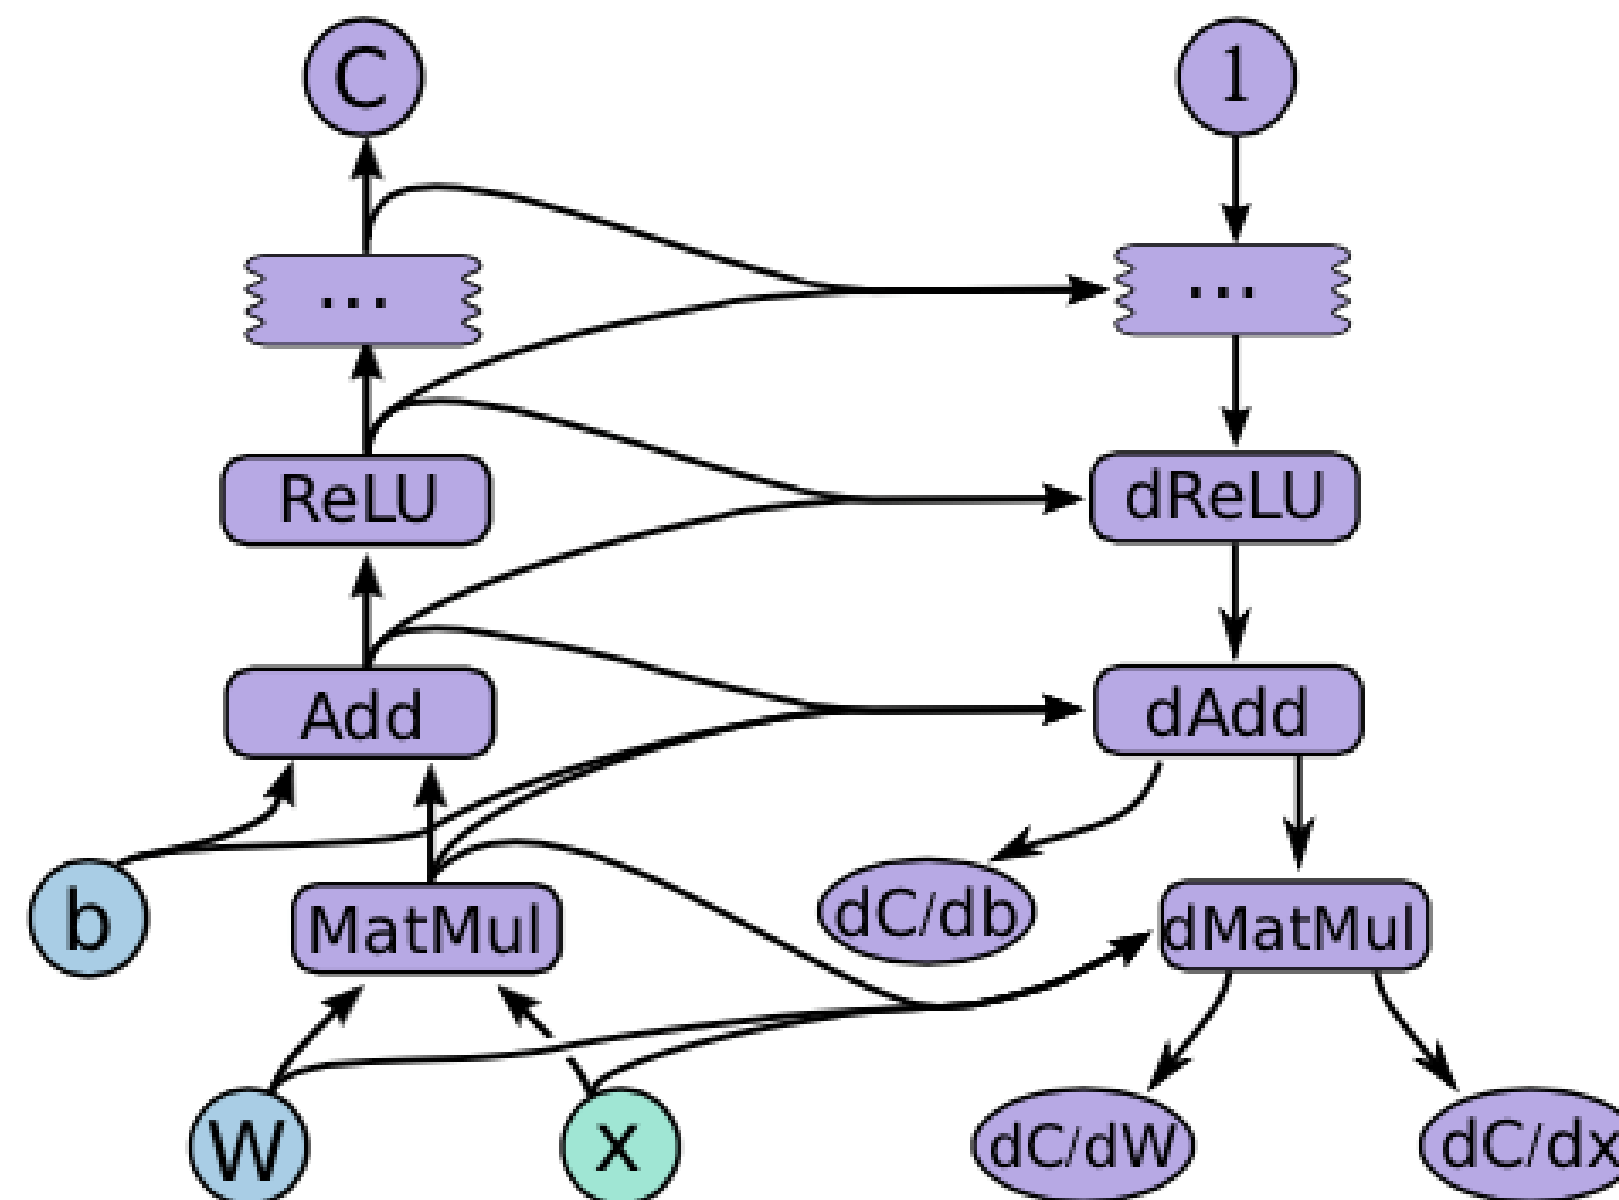 C
1
...
...
ReLU
dReLU
Add
dAdd
b
MatMul
dC/db
dMatMul
W
x
dC/dW
dC/dx